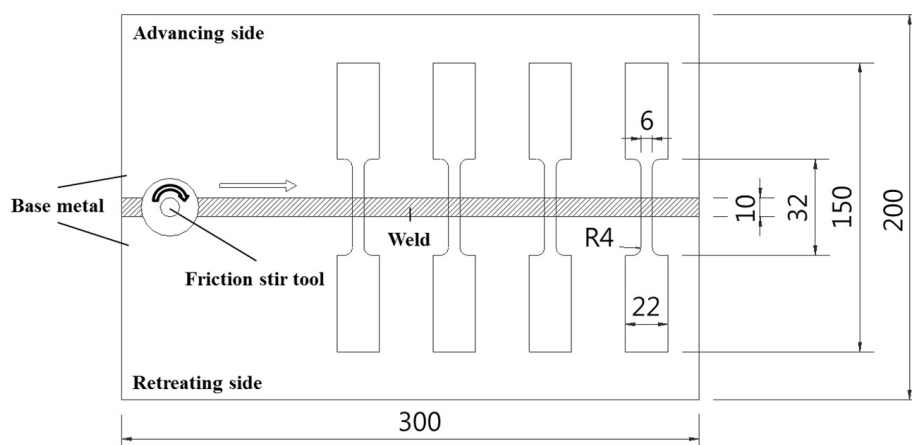 Advancing side
6
Base metal
10
32
150
200
Weld
R4
Friction stir tool
22
Retreating side
300